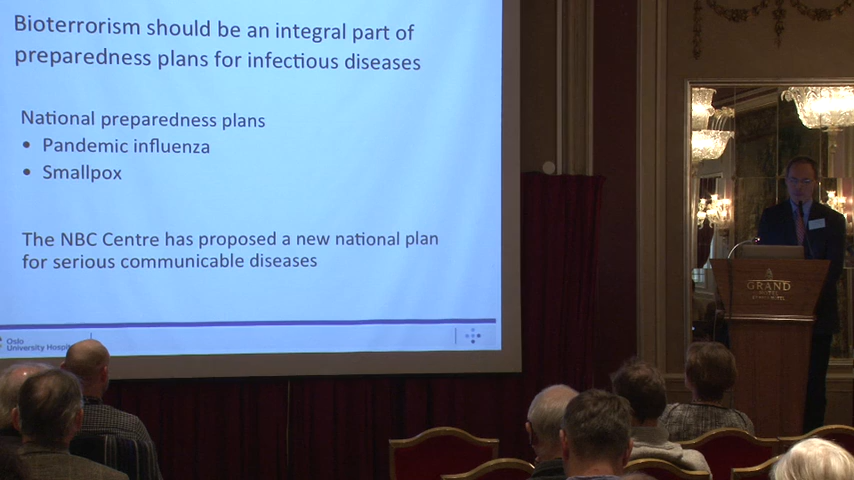 Bioterrorism should be an integral part of
preparedness plans for infectious diseases
National preparedness plans
• Pandemic influenza
• Smallpox
The NBC Centre has proposed a new national plan
for serious communicable diseases
Oslo
University
GRAND
HOTEL